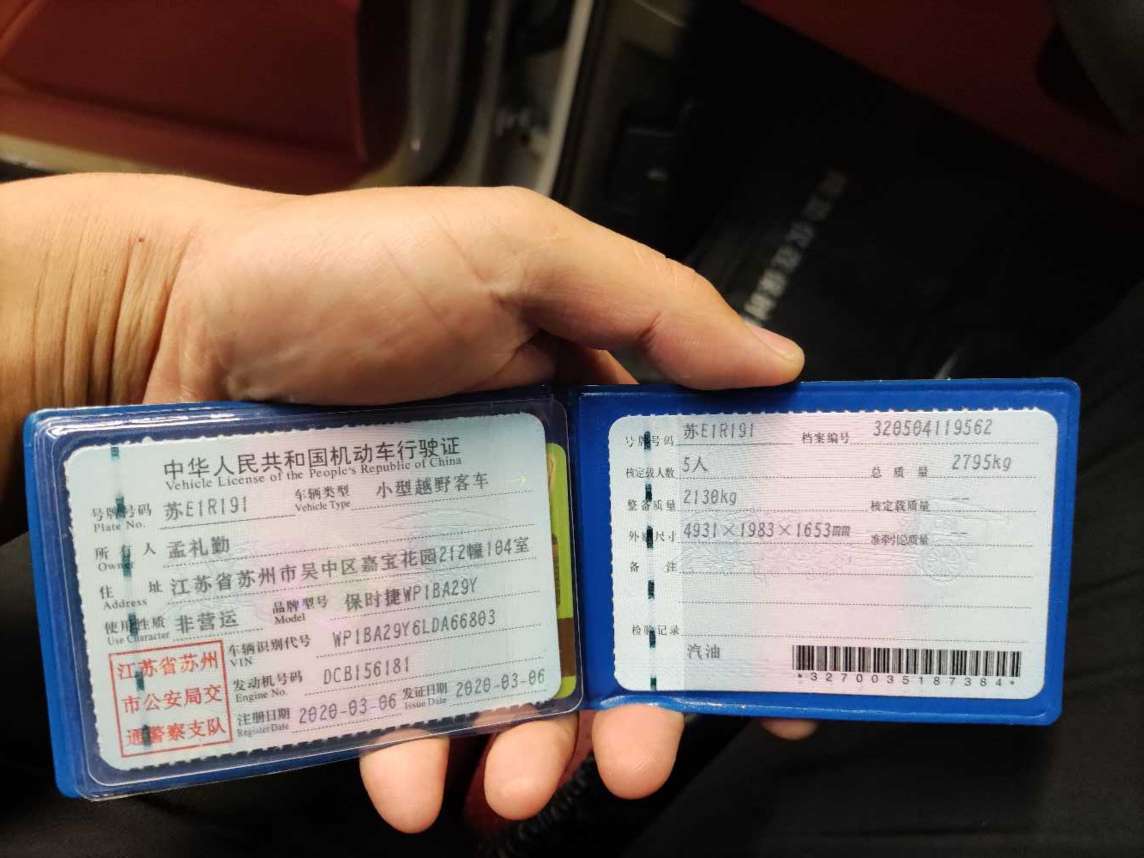 中华人民共和国机动车行驶证
Vehicle License of the People's Republic of China
号牌号码 苏E1R191 车辆类型 小型越野客车
Plate No. Vehicle Type
所有人 孟礼勤
Owner
住址 江苏省苏州市吴中区嘉宝花园212幢104室
Address
使用性质 非营运 品牌型号 保时捷WP1BA29Y
Use Character Model
车辆识别代号 WP1BA29Y6LDA66803
VIN
发动机号码 DCB156181
Engine No.
注册日期 2020-03-06 发证日期 2020-03-06
Register Date Issue Date
江苏省苏州
市公安局交
通警察支队
号牌号码 苏E1R191 档案编号 320504119562
核定载人数 5人 总质量 2795kg
整备质量 2130kg 核定载质量 --
外廓尺寸 4931×1983×1653mm 准牵引总质量 --
备注
检验记录
汽油
*3270035187384*